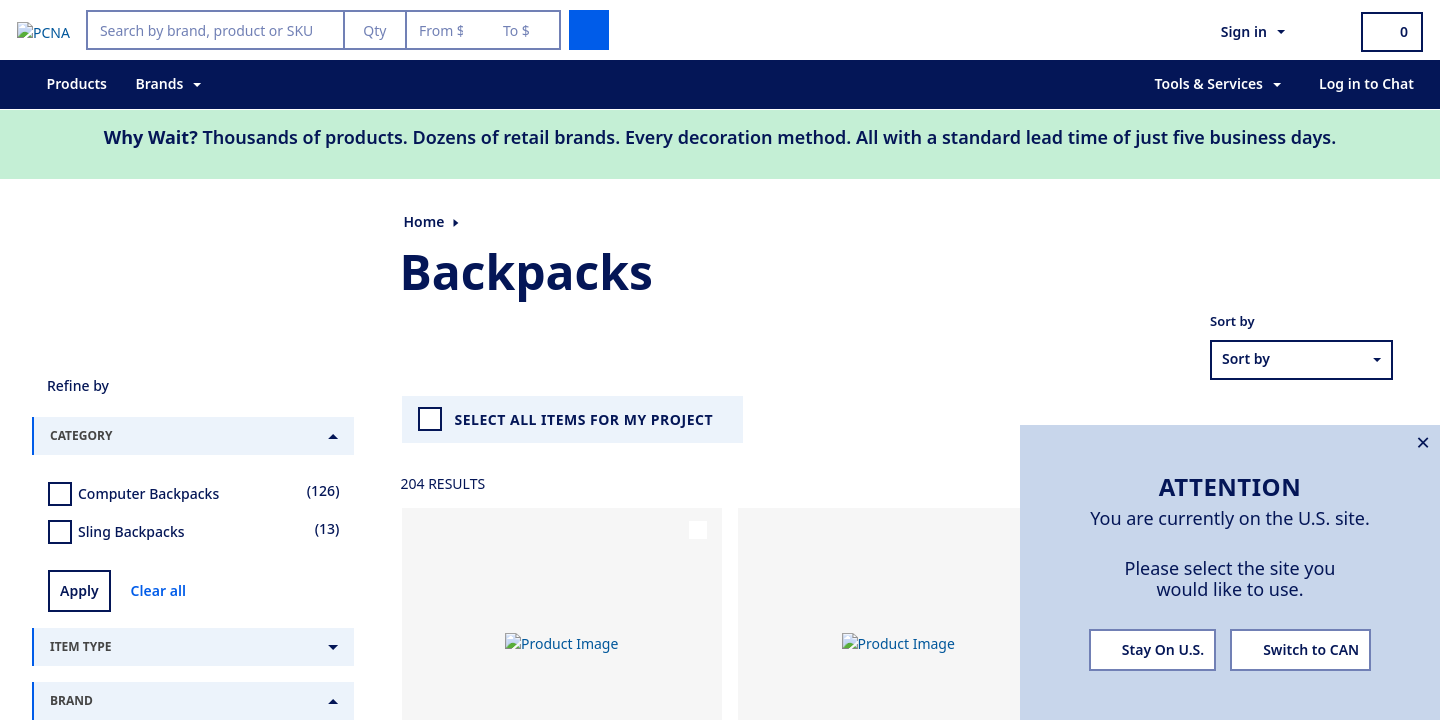 PCNA
Search by brand, product or SKU
Qty
From $
To $
Sign in
0
Products
Brands
Tools & Services
Log in to Chat
Why Wait? Thousands of products. Dozens of retail brands. Every decoration method. All with a standard lead time of just five business days.
Home
Backpacks
Sort by
Sort by
Refine by
CATEGORY
Computer Backpacks (126)
Sling Backpacks (13)
Apply Clear all
ITEM TYPE
BRAND
SELECT ALL ITEMS FOR MY PROJECT
204 RESULTS
Product Image
Product Image
×
ATTENTION
You are currently on the U.S. site.
Please select the site you
would like to use.
Stay On U.S.
Switch to CAN